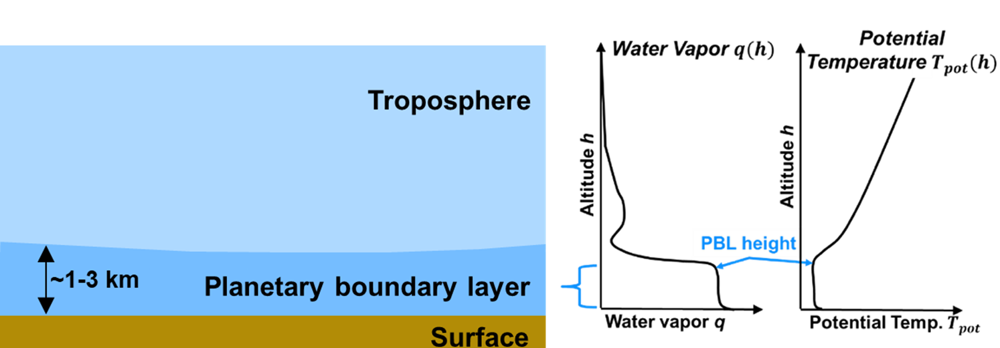 Troposphere
~1-3 km
Planetary boundary layer
Surface
Water Vapor q(h)
Altitude h
PBL height
Water vapor q
Potential
Temperature T_pot(h)
Altitude h
Potential Temp. T_pot